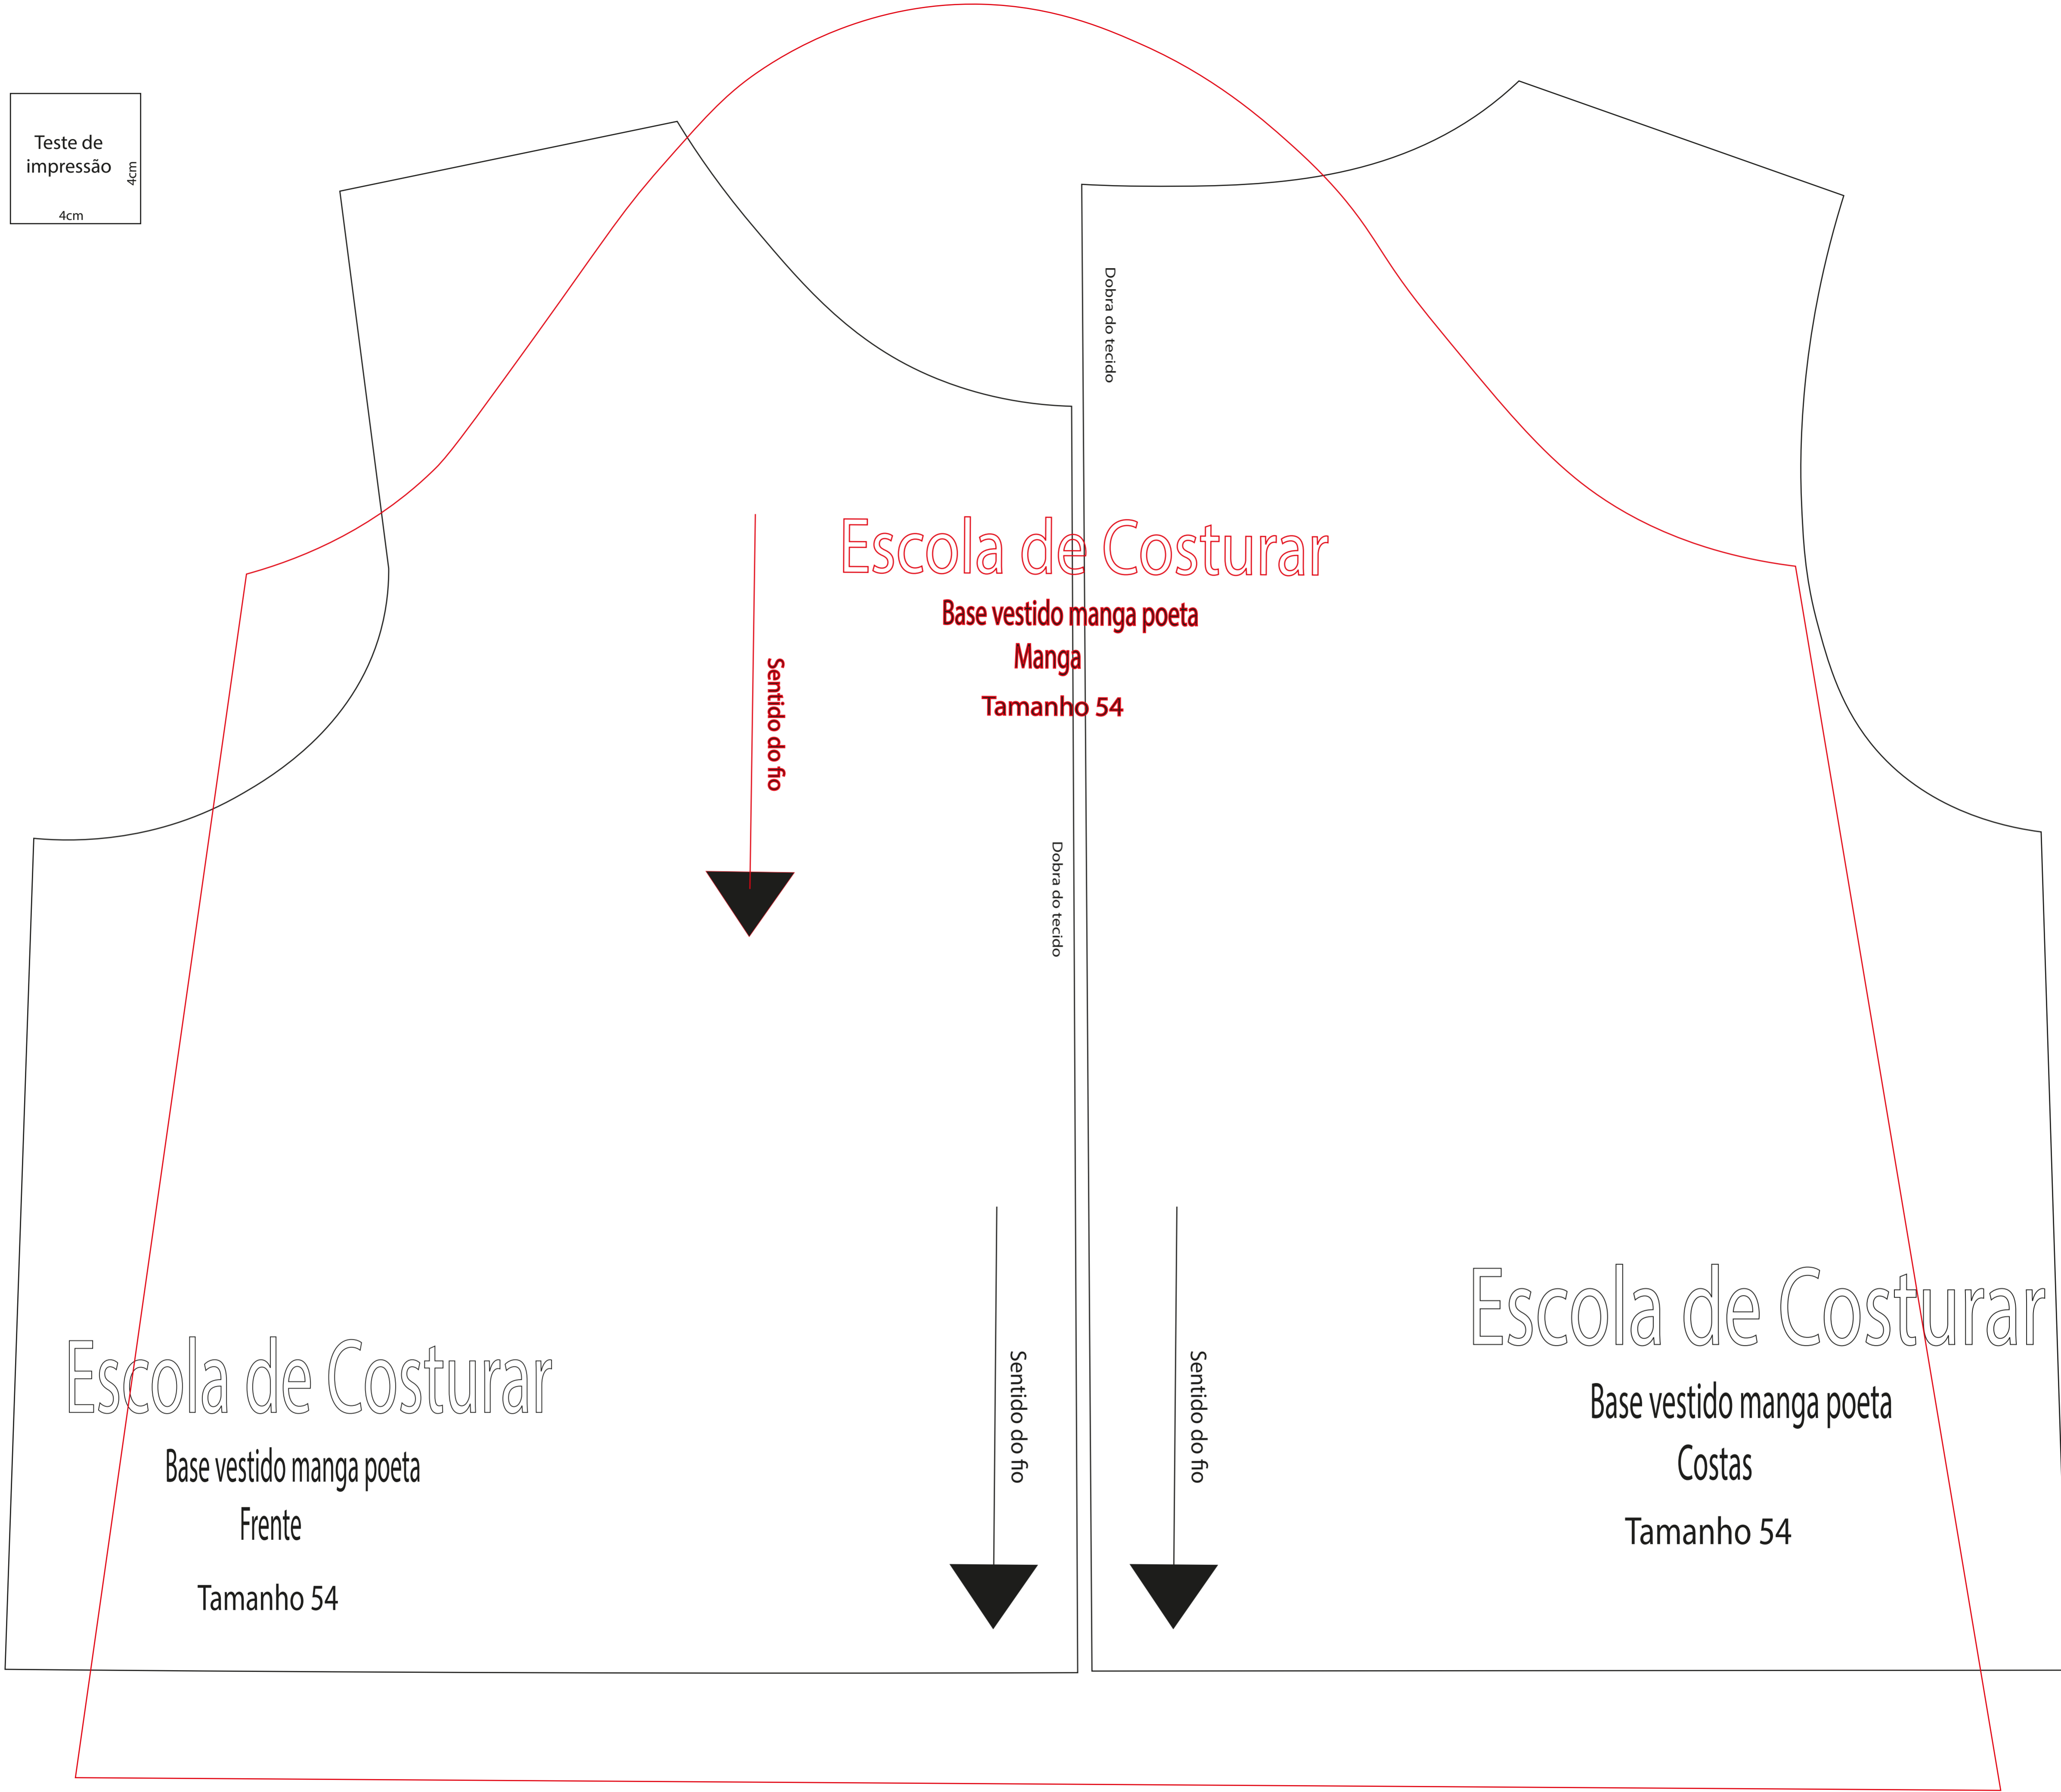 Teste de
impressão
4cm
4cm
Dobra do tecido
Escola de Costurar
Base vestido manga poeta
Manga
Tamanho 54
Sentido do fio
Dobra do tecido
Escola de Costurar
Base vestido manga poeta
Frente
Tamanho 54
Sentido do fio
Sentido do fio
Escola de Costurar
Base vestido manga poeta
Costas
Tamanho 54